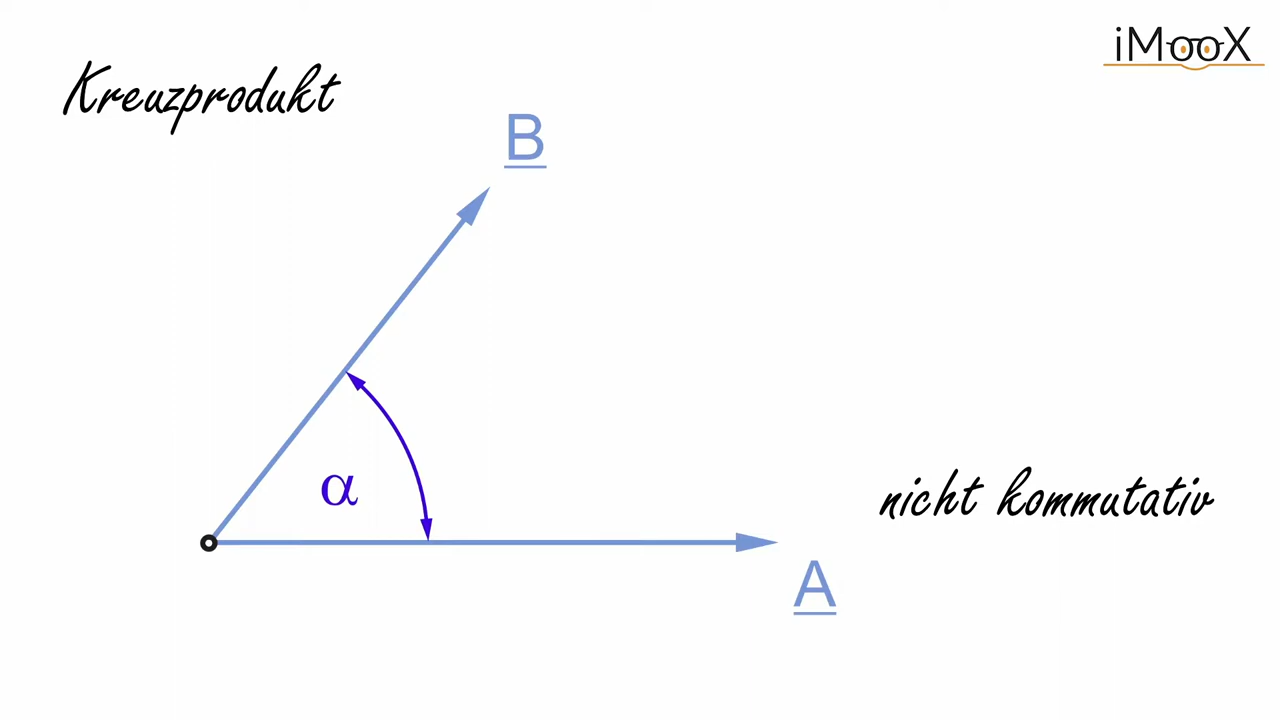 iMooX
Kreuzprodukt
B
α
nicht kommutativ
A